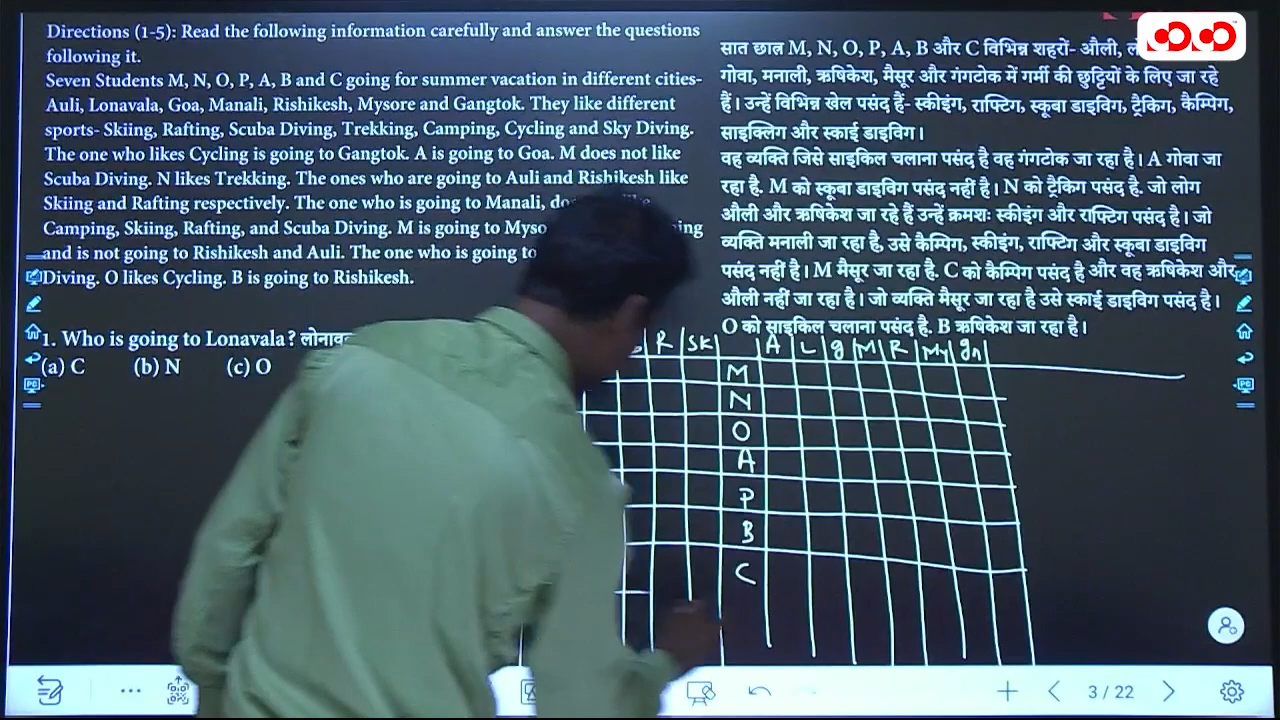 Directions (1-5): Read the following information carefully and answer the questions
following it.
Seven Students M, N, O, P, A, B and C going for summer vacation in different cities-
Auli, Lonavala, Goa, Manali, Rishikesh, Mysore and Gangtok. They like different
sports- Skiing, Rafting, Scuba Diving, Trekking, Camping, Cycling and Sky Diving.
The one who likes Cycling is going to Gangtok. A is going to Goa. M does not like
Scuba Diving. N likes Trekking. The ones who are going to Auli and Rishikesh like
Skiing and Rafting respectively. The one who is going to Manali,
Camping, Skiing, Rafting, and Scuba Diving. M is going to
and is not going to Rishikesh and Auli. The one who is going to
Diving. O likes Cycling. B is going to Rishikesh.
1. Who is going to Lonavala?
(a) C (b) N (c) O
सात छात्र M, N, O, P, A, B और C विभिन्न शहरों- औली,
गोवा, मनाली, ऋषिकेश, मैसूर और गंगटोक में गर्मी की छुट्टियों के लिए जा रहे
हैं। उन्हें विभिन्न खेल पसंद हैं- स्कीइंग, राफ्टिग, स्कूबा डाइविग, ट्रैकिग, कैम्पिग,
साइक्लिग और स्काई डाइविग।
वह व्यक्ति जिसे साइकिल चलाना पसंद है वह गंगटोक जा रहा है। A गोवा जा
रहा है. M को स्कूबा डाइविग पसंद नहीं है। N को ट्रैकिग पसंद है. जो लोग
औली और ऋषिकेश जा रहे हैं उन्हें क्रमशः स्कीइंग और राफ्टिग पसंद है। जो
व्यक्ति मनाली जा रहा है, उसे कैम्पिग, स्कीइंग, राफ्टिग और स्कूबा डाइविग
पसंद नहीं है। M मैसूर जा रहा है. C को कैम्पिग पसंद है और वह ऋषिकेश और
औली नहीं जा रहा है। जो व्यक्ति मैसूर जा रहा है उसे स्काई डाइविग पसंद है।
O को साइकिल चलाना पसंद है. B ऋषिकेश जा रहा है।
R SK A L g M R My gn
M
N
O
A
P
B
C
3 / 22